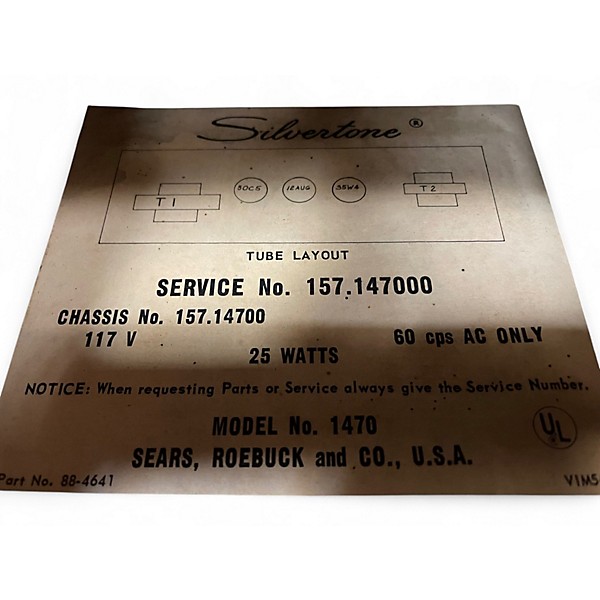 Silvertone ®
T1 50C5 12AU6 35W4 T2
TUBE LAYOUT
SERVICE No. 157.147000
CHASSIS No. 157.14700
117 V 60 cps AC ONLY
25 WATTS
NOTICE: When requesting Parts or Service always give the Service Number.
MODEL No. 1470
SEARS, ROEBUCK and CO., U.S.A.
UL
Part No. 88-4641 VIM5